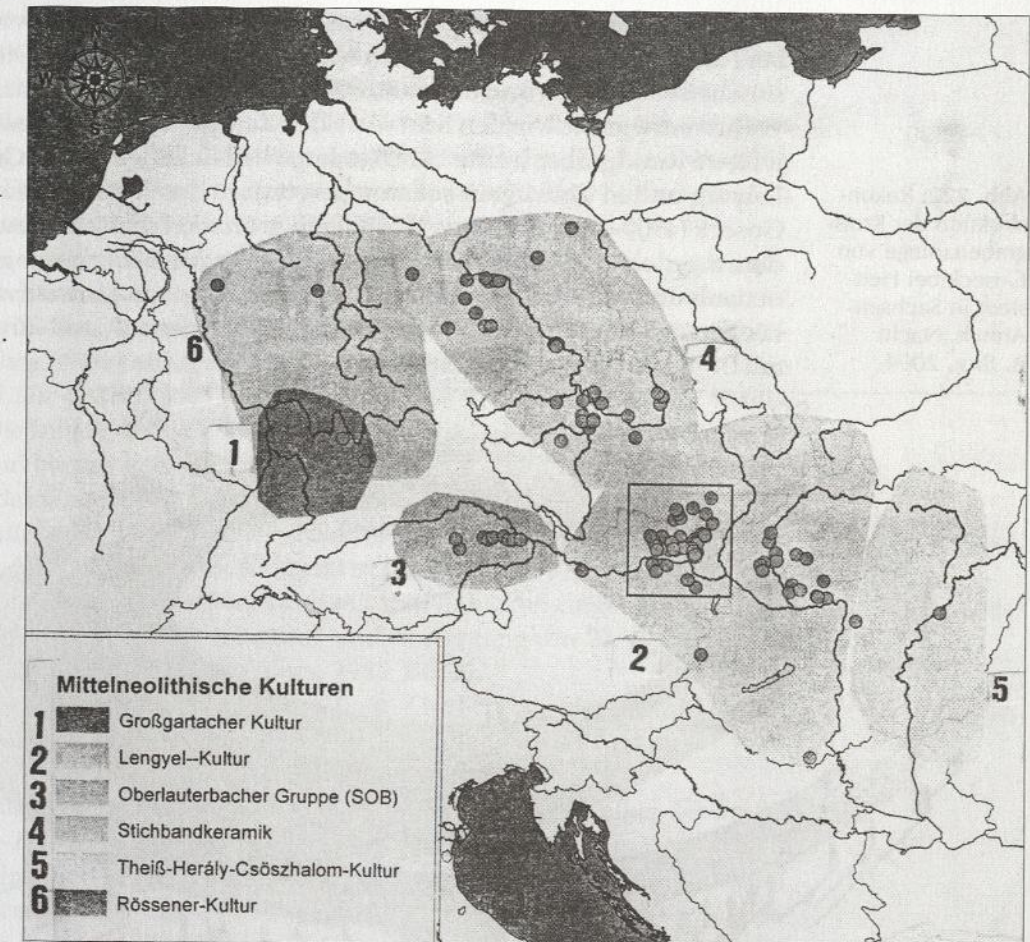 N
W E
S
6
4
1
3
2
5
Mittelneolithische Kulturen
1 Großgartacher Kultur
2 Lengyel--Kultur
3 Oberlauterbacher Gruppe (SOB)
4 Stichbandkeramik
5 Theiß-Herály-Csöszhalom-Kultur
6 Rössener-Kultur